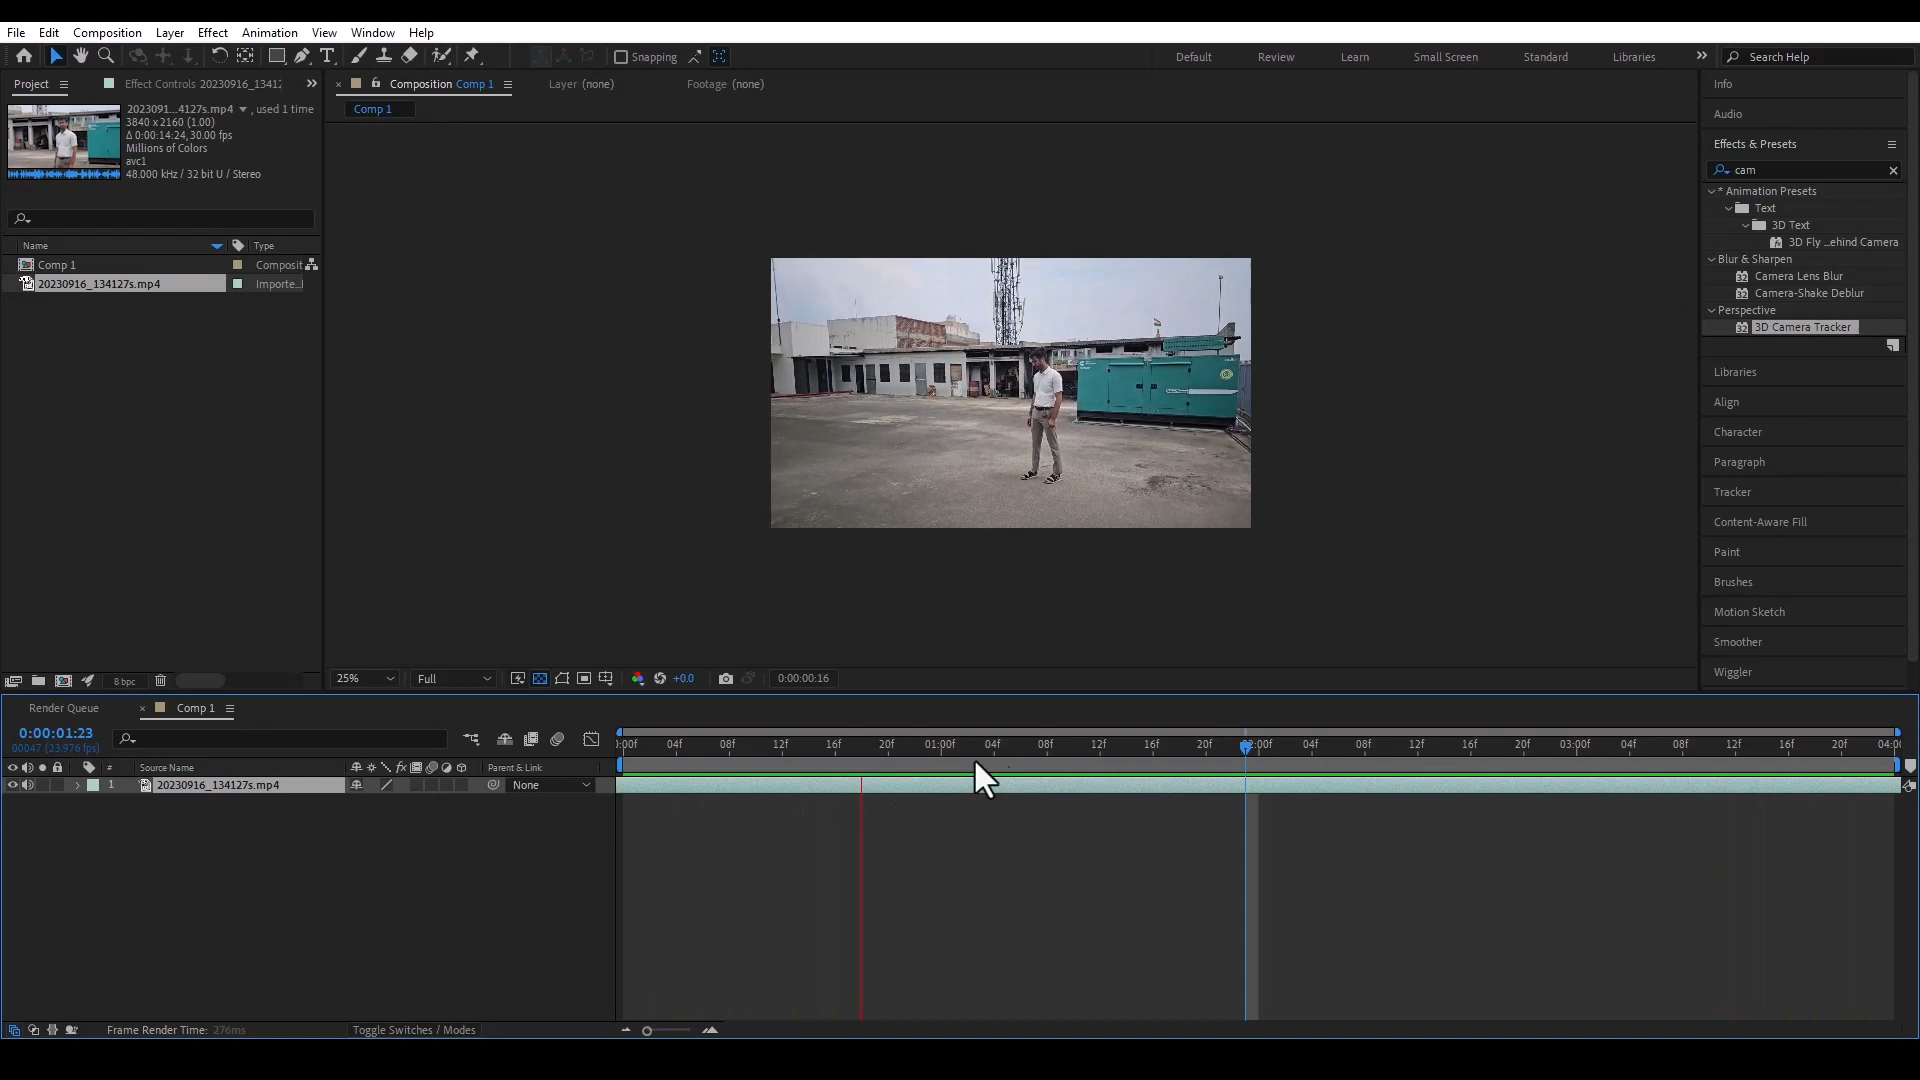 File Edit Composition Layer Effect Animation View Window Help
Snapping
Default Review Learn Small Screen Standard Libraries Search Help
Project Effect Controls 20230916_1341
Composition Comp 1 Layer (none) Footage (none)
Comp 1
2023091...4127s.mp4 , used 1 time
3840 x 2160 (1.00)
Δ 0:00:14:24, 30.00 fps
Millions of Colors
avc1
48.000 kHz / 32 bit U / Stereo
Name Type
Comp 1 Composit
20230916_134127s.mp4 Importe...
8 bpc
25% Full +0.0 0:00:00:16
Info
Audio
Effects & Presets
cam
* Animation Presets
Text
3D Text
3D Fly ...ehind Camera
Blur & Sharpen
32 Camera Lens Blur
32 Camera-Shake Deblur
Perspective
32 3D Camera Tracker
Libraries
Align
Character
Paragraph
Tracker
Content-Aware Fill
Paint
Brushes
Motion Sketch
Smoother
Wiggler
Render Queue Comp 1
0:00:01:23
00047 (23.976 fps)
:00f 04f 08f 12f 16f 20f 01:00f 04f 08f 12f 16f 20f 02:00f 04f 08f 12f 16f 20f 03:00f 04f 08f 12f 16f 20f 04:0
# Source Name fx Parent & Link
1 20230916_134127s.mp4 None
Frame Render Time: 276ms Toggle Switches / Modes